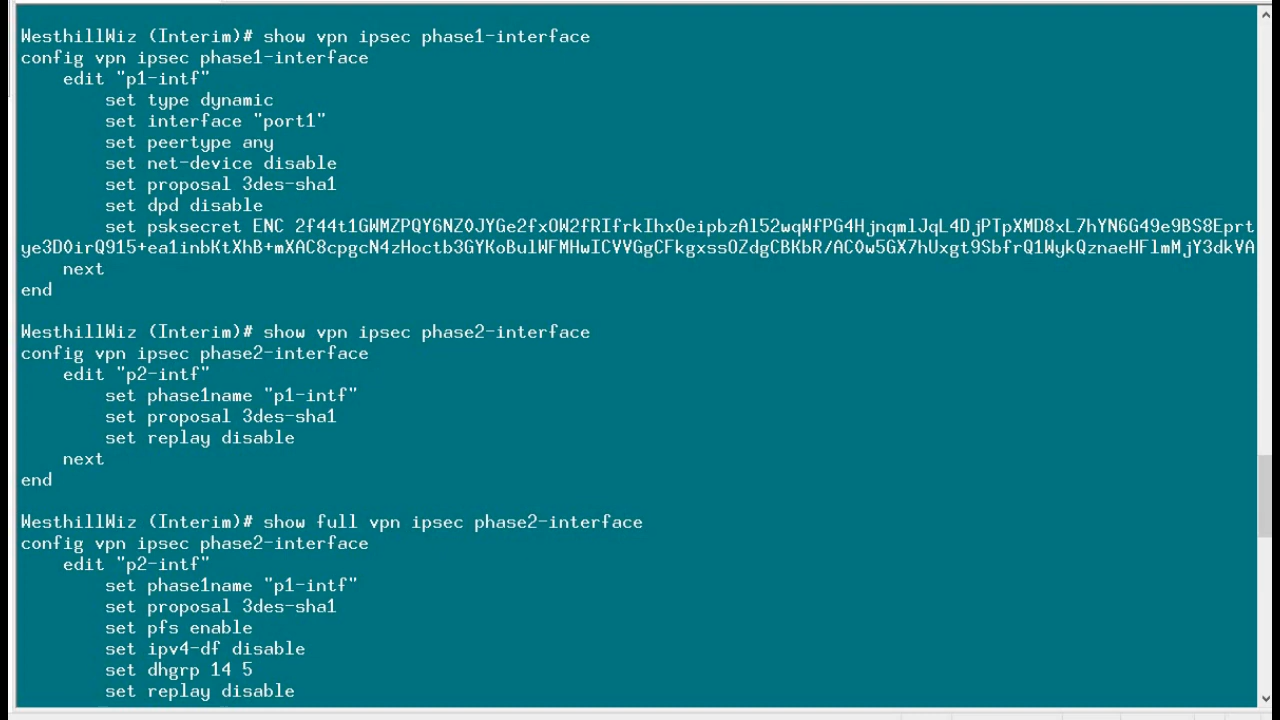 WesthillWiz (Interim)# show vpn ipsec phase1-interface
config vpn ipsec phase1-interface
edit "p1-intf"
set type dynamic
set interface "port1"
set peertype any
set net-device disable
set proposal 3des-sha1
set dpd disable
set psksecret ENC 2f44t1GWMZPQY6NZ0JYGe2fxOW2fRIfrkIhxOeipbzAl52wqWfPG4HjnqmlJqL4DjPTpXMD8xL7hYN6G49e9BS8Eprt
ye3D0irQ915+ea1inbKtXhB+mXAC8cpgcN4zHoctb3GYKoBulWFMHwICVVGgCFkgxssOZdgCBKbR/AC0w5GX7hUxgt9SbfrQ1WykQznaeHFlmMjY3dkVA
next
end
WesthillWiz (Interim)# show vpn ipsec phase2-interface
config vpn ipsec phase2-interface
edit "p2-intf"
set phase1name "p1-intf"
set proposal 3des-sha1
set replay disable
next
end
WesthillWiz (Interim)# show full vpn ipsec phase2-interface
config vpn ipsec phase2-interface
edit "p2-intf"
set phase1name "p1-intf"
set proposal 3des-sha1
set pfs enable
set ipv4-df disable
set dhgrp 14 5
set replay disable